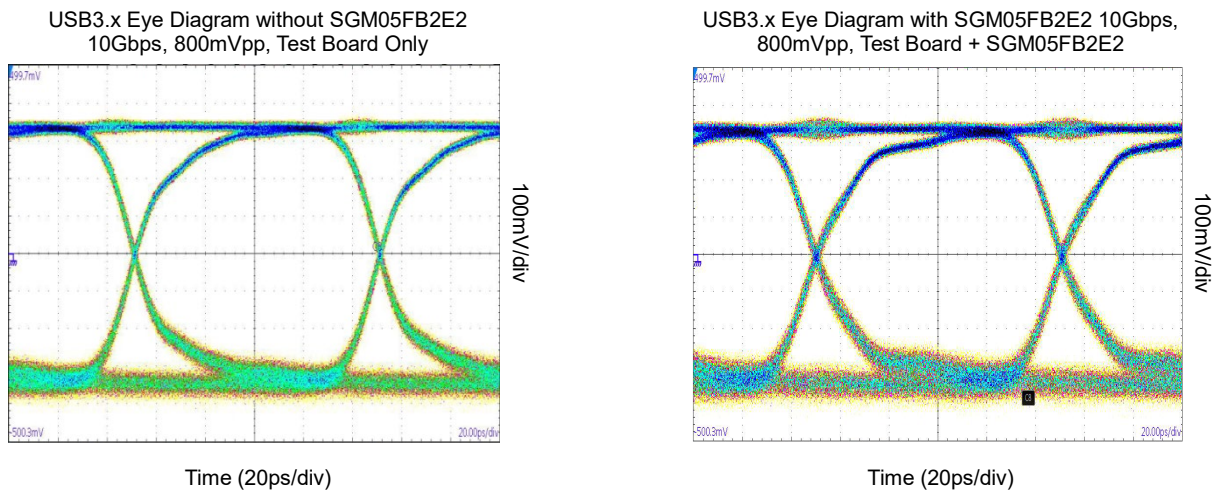 USB3.x Eye Diagram without SGM05FB2E2
10Gbps, 800mVpp, Test Board Only
499.7mV
-500.3mV
20.00ps/div
100mV/div
Time (20ps/div)
USB3.x Eye Diagram with SGM05FB2E2 10Gbps,
800mVpp, Test Board + SGM05FB2E2
499.7mV
-500.3mV
20.00ps/div
100mV/div
Time (20ps/div)